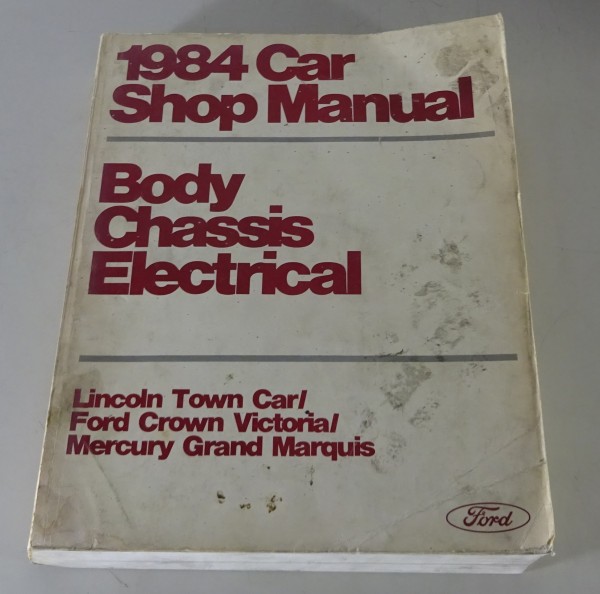 1984 Car
Shop Manual
Body
Chassis
Electrical
Lincoln Town Car/
Ford Crown Victoria/
Mercury Grand Marquis
Ford